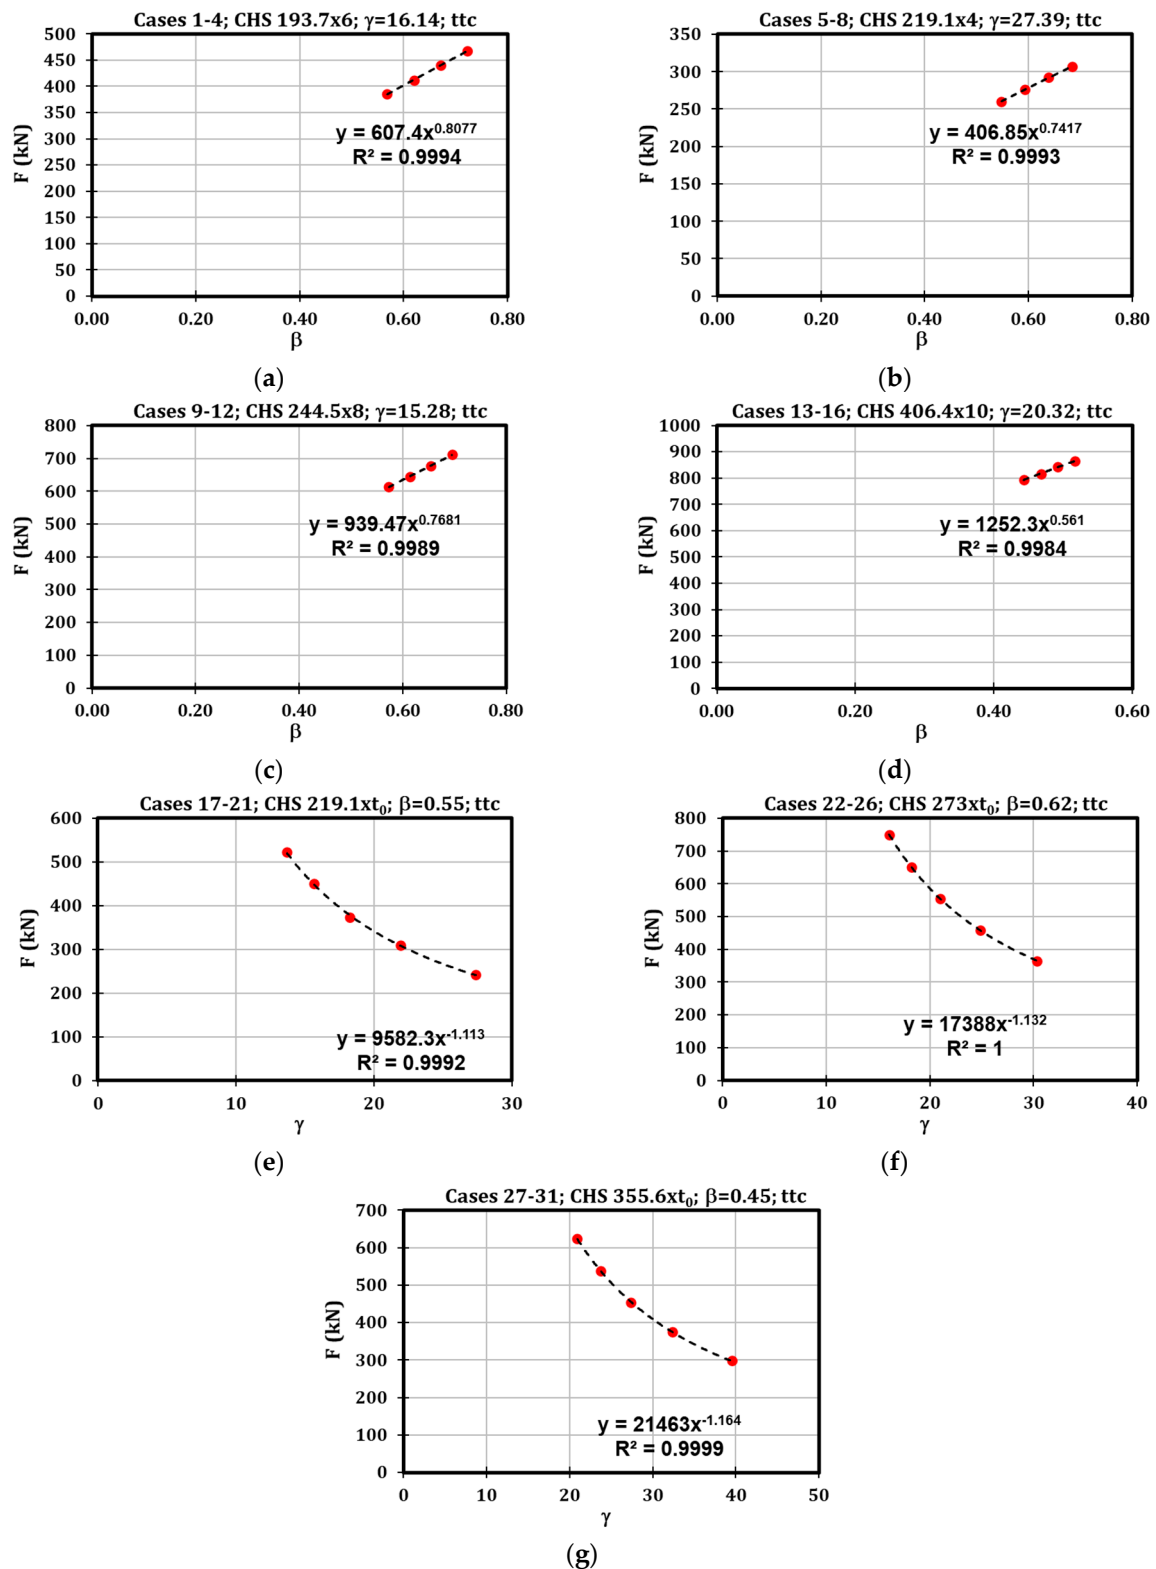 Cases 1-4; CHS 193.7x6; γ=16.14; ttc
500
450
400
350
300
250
200
150
100
50
0
F (kN)
y = 607.4x^0.8077
R² = 0.9994
0.00 0.20 0.40 0.60 0.80
β
(a)
Cases 5-8; CHS 219.1x4; γ=27.39; ttc
350
300
250
200
150
100
50
0
F (kN)
y = 406.85x^0.7417
R² = 0.9993
0.00 0.20 0.40 0.60 0.80
β
(b)
Cases 9-12; CHS 244.5x8; γ=15.28; ttc
800
700
600
500
400
300
200
100
0
F (kN)
y = 939.47x^0.7681
R² = 0.9989
0.00 0.20 0.40 0.60 0.80
β
(c)
Cases 13-16; CHS 406.4x10; γ=20.32; ttc
1000
900
800
700
600
500
400
300
200
100
0
F (kN)
y = 1252.3x^0.561
R² = 0.9984
0.00 0.20 0.40 0.60
β
(d)
Cases 17-21; CHS 219.1xt₀; β=0.55; ttc
600
500
400
300
200
100
0
F (kN)
y = 9582.3x^-1.113
R² = 0.9992
0 10 20 30
γ
(e)
Cases 22-26; CHS 273xt₀; β=0.62; ttc
800
700
600
500
400
300
200
100
0
F (kN)
y = 17388x^-1.132
R² = 1
0 10 20 30 40
γ
(f)
Cases 27-31; CHS 355.6xt₀; β=0.45; ttc
700
600
500
400
300
200
100
0
F (kN)
y = 21463x^-1.164
R² = 0.9999
0 10 20 30 40 50
γ
(g)